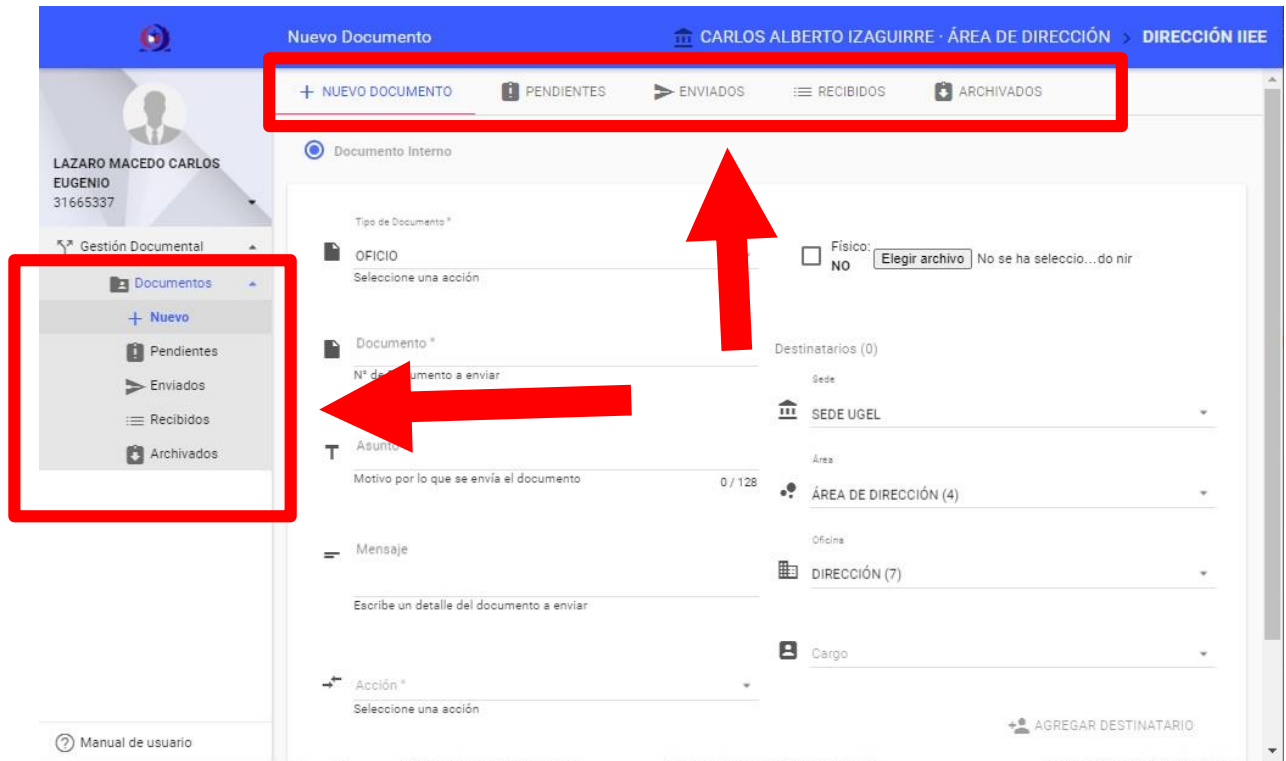 Nuevo Documento
CARLOS ALBERTO IZAGUIRRE · ÁREA DE DIRECCIÓN > DIRECCIÓN IIEE
NUEVO DOCUMENTO
PENDIENTES
ENVIADOS
RECIBIDOS
ARCHIVADOS
LAZARO MACEDO CARLOS
EUGENIO
31665337
Gestión Documental
Documentos
Nuevo
Pendientes
Enviados
Recibidos
Archivados
Manual de usuario
Documento Interno
Tipo de Documento *
OFICIO
Seleccione una acción
Documento *
N° de Documento a enviar
Asunto
Motivo por lo que se envía el documento
0 / 128
Mensaje
Escribe un detalle del documento a enviar
Acción *
Seleccione una acción
Físico:
NO
Elegir archivo No se ha seleccio...do nir
Destinatarios (0)
Sede
SEDE UGEL
Área
ÁREA DE DIRECCIÓN (4)
Oficina
DIRECCIÓN (7)
Cargo
AGREGAR DESTINATARIO